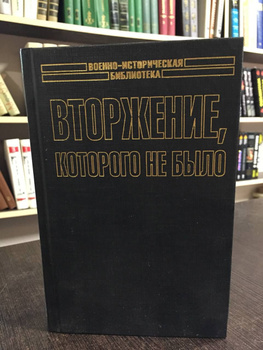 ВОЕННО-ИСТОРИЧЕСКАЯ
БИБЛИОТЕКА
ВТОРЖЕНИЕ,
КОТОРОГО НЕ БЫЛО